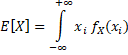 E[X] = ∫_{−∞}^{+∞} x_i f_X(x_i)